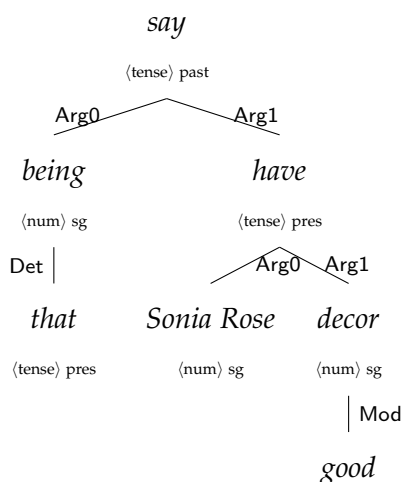 say
⟨tense⟩ past
Arg0 Arg1
being have
⟨num⟩ sg ⟨tense⟩ pres
Det Arg0 Arg1
that Sonia Rose decor
⟨tense⟩ pres ⟨num⟩ sg ⟨num⟩ sg
Mod
good